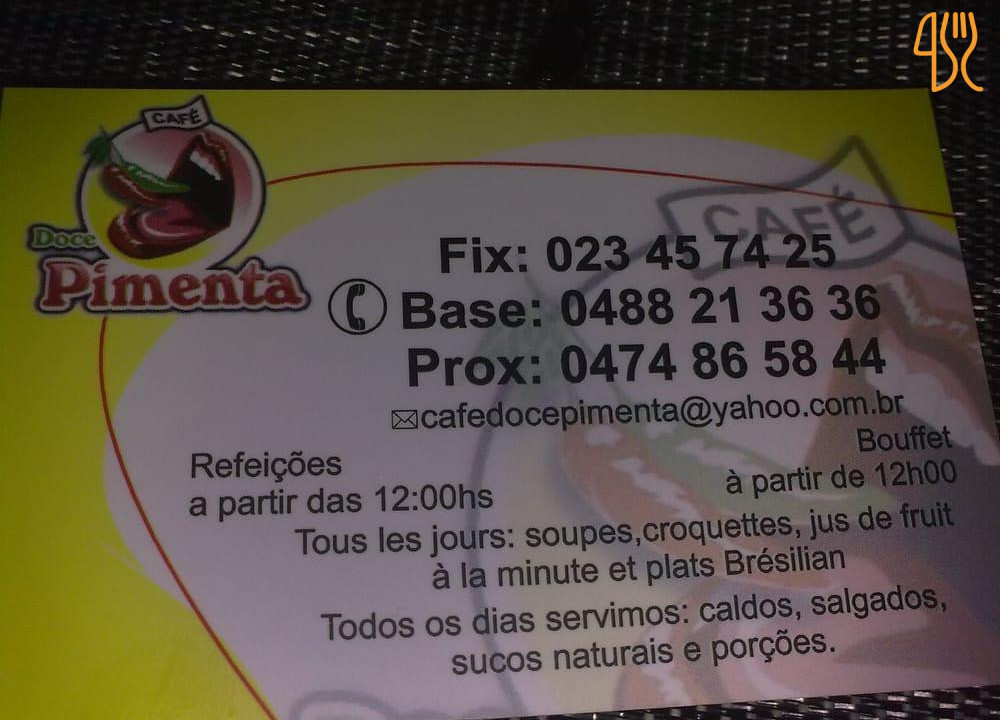 CAFÉ
Doce
Pimenta
CAFÉ
Fix: 023 45 74 25
Base: 0488 21 36 36
Prox: 0474 86 58 44
cafedocepimenta@yahoo.com.br
Refeições
a partir das 12:00hs
Bouffet
à partir de 12h00
Tous les jours: soupes,croquettes, jus de fruit
à la minute et plats Brésilian
Todos os dias servimos: caldos, salgados,
sucos naturais e porções.